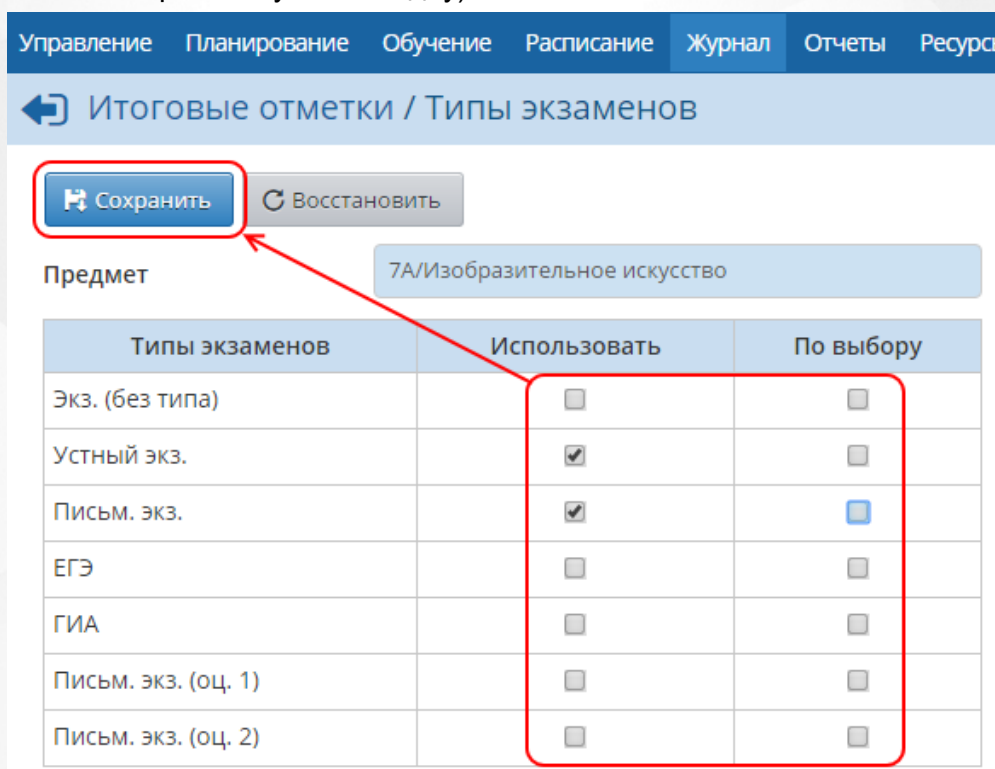 Управление Планирование Обучение Расписание Журнал Отчеты
Итоговые отметки / Типы экзаменов
Сохранить Восстановить
Предмет 7А/Изобразительное искусство
Типы экзаменов Использовать По выбору
Экз. (без типа)
Устный экз.
Письм. экз.
ЕГЭ
ГИА
Письм. экз. (оц. 1)
Письм. экз. (оц. 2)